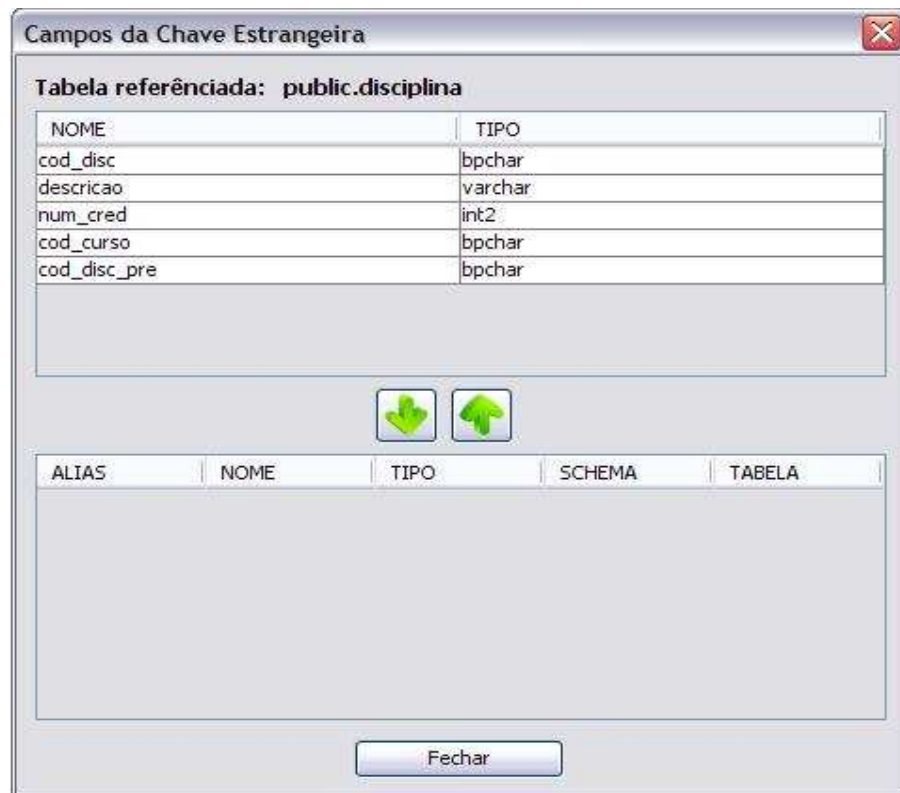 Campos da Chave Estrangeira
Tabela referênciada: public.disciplina
NOME TIPO
cod_disc bpchar
descricao varchar
num_cred int2
cod_curso bpchar
cod_disc_pre bpchar
ALIAS NOME TIPO SCHEMA TABELA
Fechar